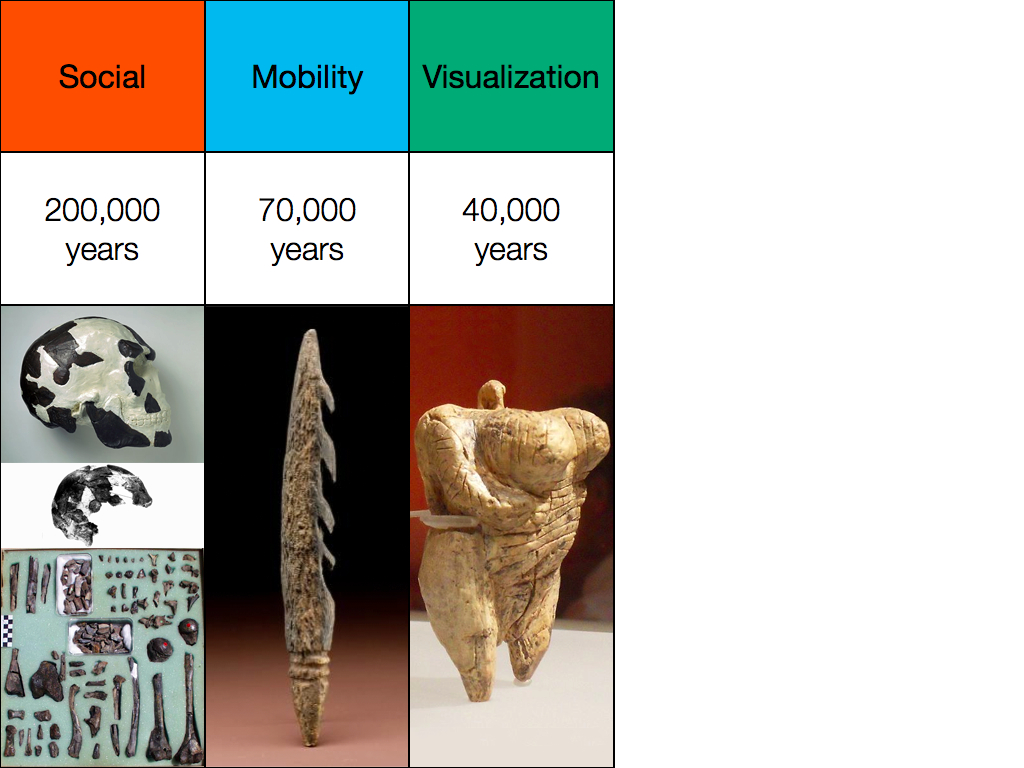 Social
Mobility
Visualization
200,000
years
70,000
years
40,000
years